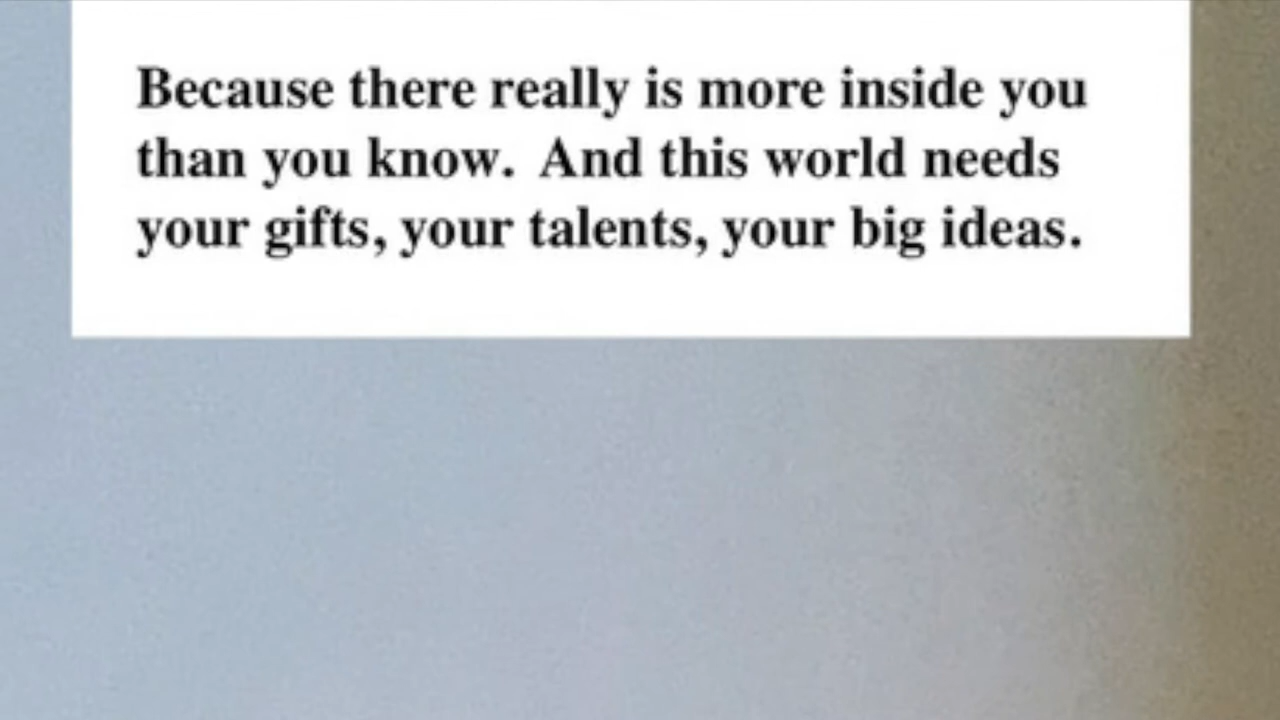 Because there really is more inside you
than you know. And this world needs
your gifts, your talents, your big ideas.